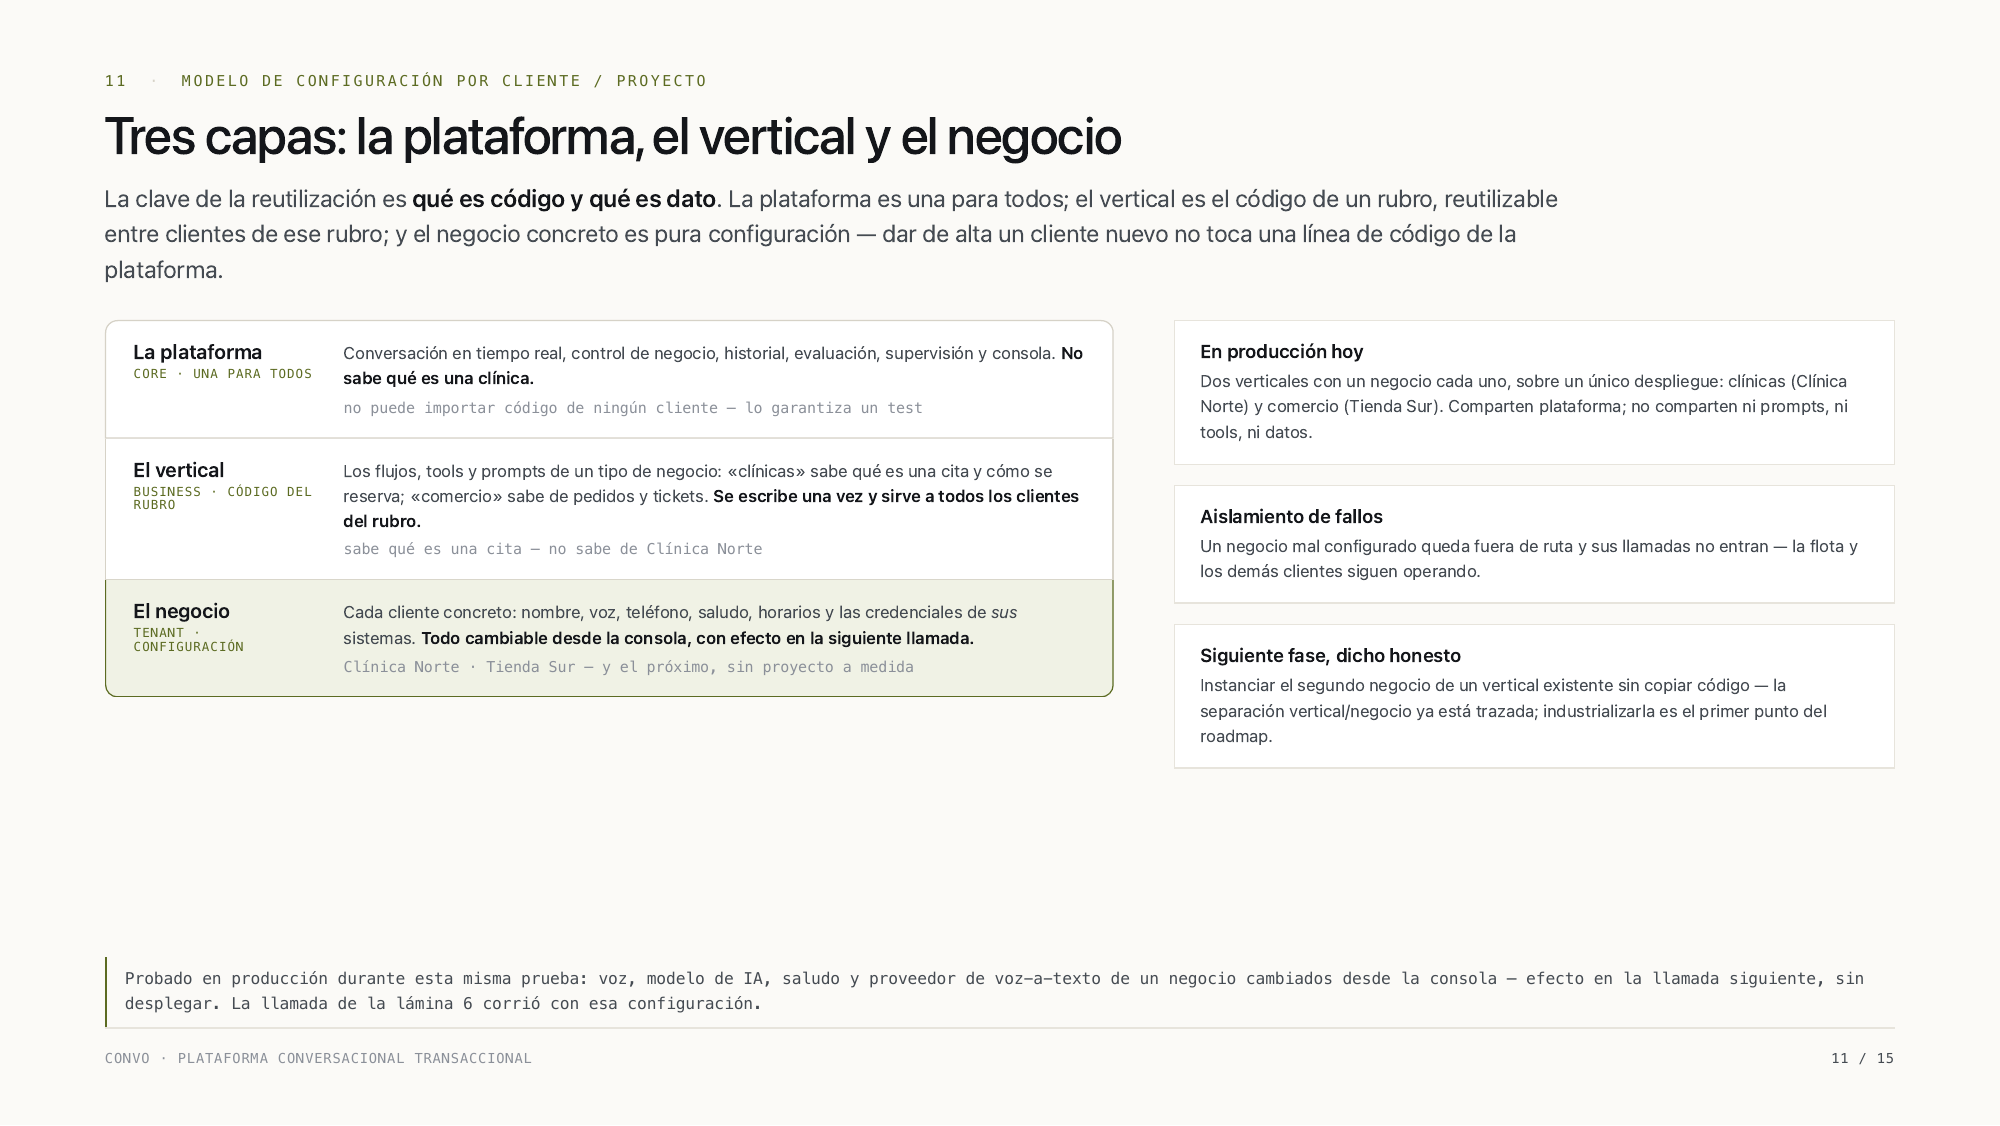 11 · MODELO DE CONFIGURACIÓN POR CLIENTE / PROYECTO
Tres capas: la plataforma, el vertical y el negocio
La clave de la reutilización es qué es código y qué es dato. La plataforma es una para todos; el vertical es el código de un rubro, reutilizable
entre clientes de ese rubro; y el negocio concreto es pura configuración — dar de alta un cliente nuevo no toca una línea de código de la
plataforma.
La plataforma
CORE · UNA PARA TODOS
Conversación en tiempo real, control de negocio, historial, evaluación, supervisión y consola. No
sabe qué es una clínica.
no puede importar código de ningún cliente — lo garantiza un test
El vertical
BUSINESS · CÓDIGO DEL
RUBRO
Los flujos, tools y prompts de un tipo de negocio: «clínicas» sabe qué es una cita y cómo se
reserva; «comercio» sabe de pedidos y tickets. Se escribe una vez y sirve a todos los clientes
del rubro.
sabe qué es una cita — no sabe de Clínica Norte
El negocio
TENANT ·
CONFIGURACIÓN
Cada cliente concreto: nombre, voz, teléfono, saludo, horarios y las credenciales de sus
sistemas. Todo cambiable desde la consola, con efecto en la siguiente llamada.
Clínica Norte · Tienda Sur — y el próximo, sin proyecto a medida
En producción hoy
Dos verticales con un negocio cada uno, sobre un único despliegue: clínicas (Clínica
Norte) y comercio (Tienda Sur). Comparten plataforma; no comparten ni prompts, ni
tools, ni datos.
Aislamiento de fallos
Un negocio mal configurado queda fuera de ruta y sus llamadas no entran — la flota y
los demás clientes siguen operando.
Siguiente fase, dicho honesto
Instanciar el segundo negocio de un vertical existente sin copiar código — la
separación vertical/negocio ya está trazada; industrializarla es el primer punto del
roadmap.
Probado en producción durante esta misma prueba: voz, modelo de IA, saludo y proveedor de voz-a-texto de un negocio cambiados desde la consola — efecto en la llamada siguiente, sin
desplegar. La llamada de la lámina 6 corrió con esa configuración.
CONVO · PLATAFORMA CONVERSACIONAL TRANSACCIONAL
11 / 15